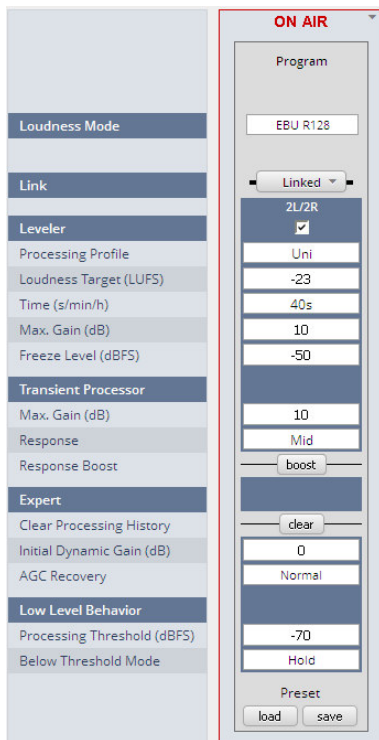 ON AIR
Program
Loudness Mode EBU R128
Link Linked
2L/2R
Leveler
Processing Profile Uni
Loudness Target (LUFS) -23
Time (s/min/h) 40s
Max. Gain (dB) 10
Freeze Level (dBFS) -50
Transient Processor
Max. Gain (dB) 10
Response Mid
Response Boost boost
Expert
Clear Processing History clear
Initial Dynamic Gain (dB) 0
AGC Recovery Normal
Low Level Behavior
Processing Threshold (dBFS) -70
Below Threshold Mode Hold
Preset
load save